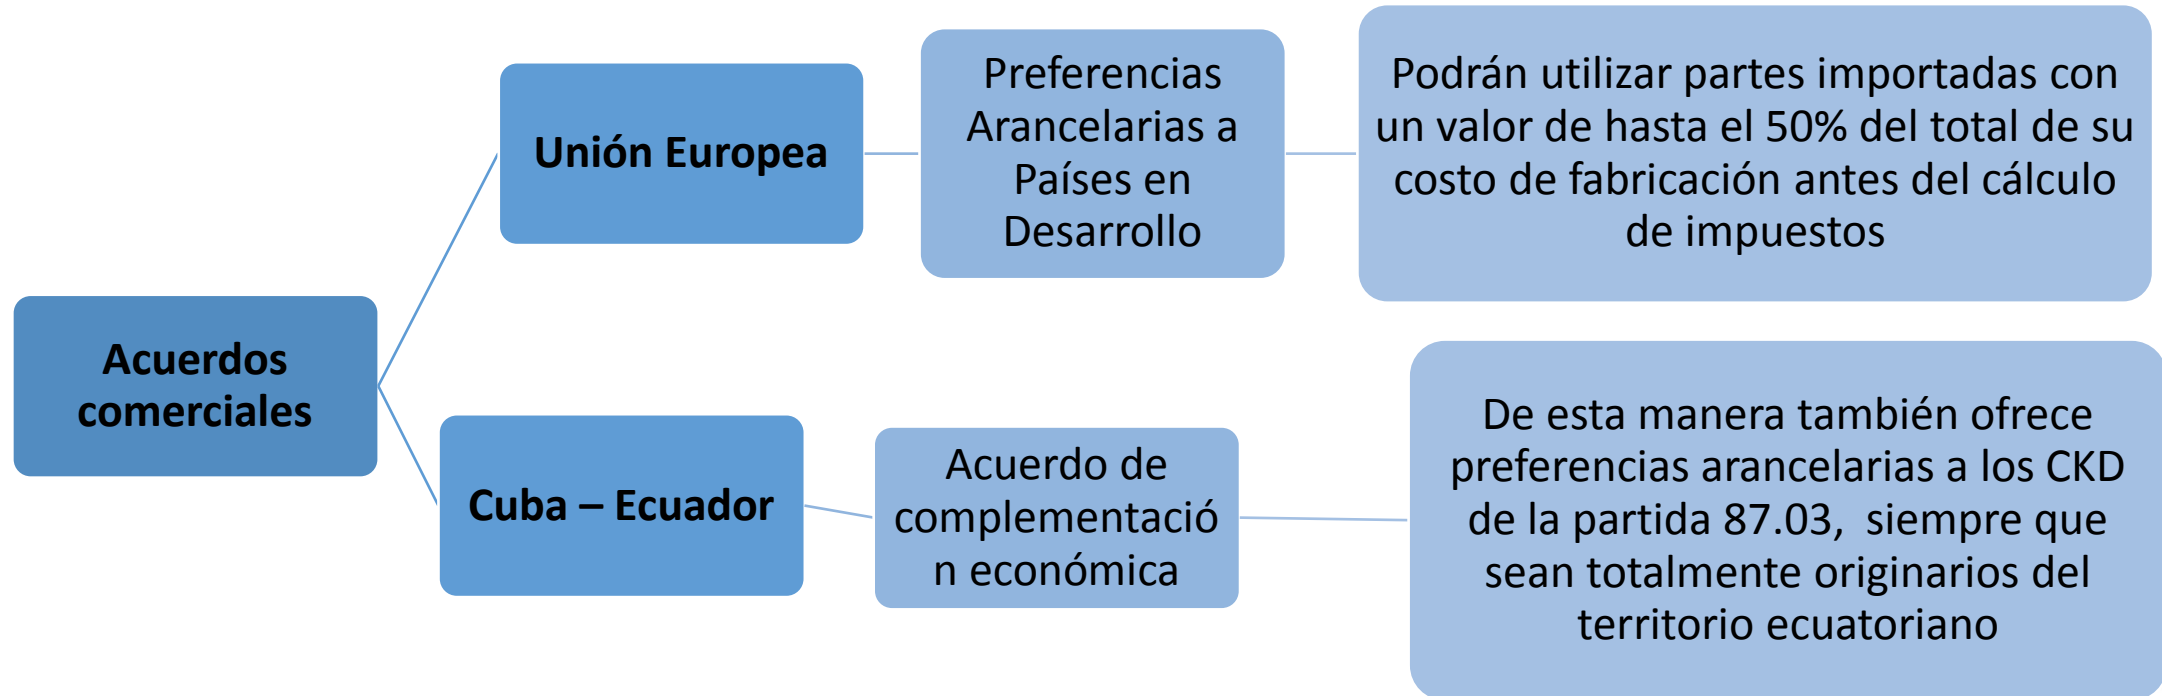 Acuerdos
comerciales
Unión Europea
Preferencias
Arancelarias a
Países en
Desarrollo
Podrán utilizar partes importadas con
un valor de hasta el 50% del total de su
costo de fabricación antes del cálculo
de impuestos
Cuba – Ecuador
Acuerdo de
complementació
n económica
De esta manera también ofrece
preferencias arancelarias a los CKD
de la partida 87.03, siempre que
sean totalmente originarios del
territorio ecuatoriano